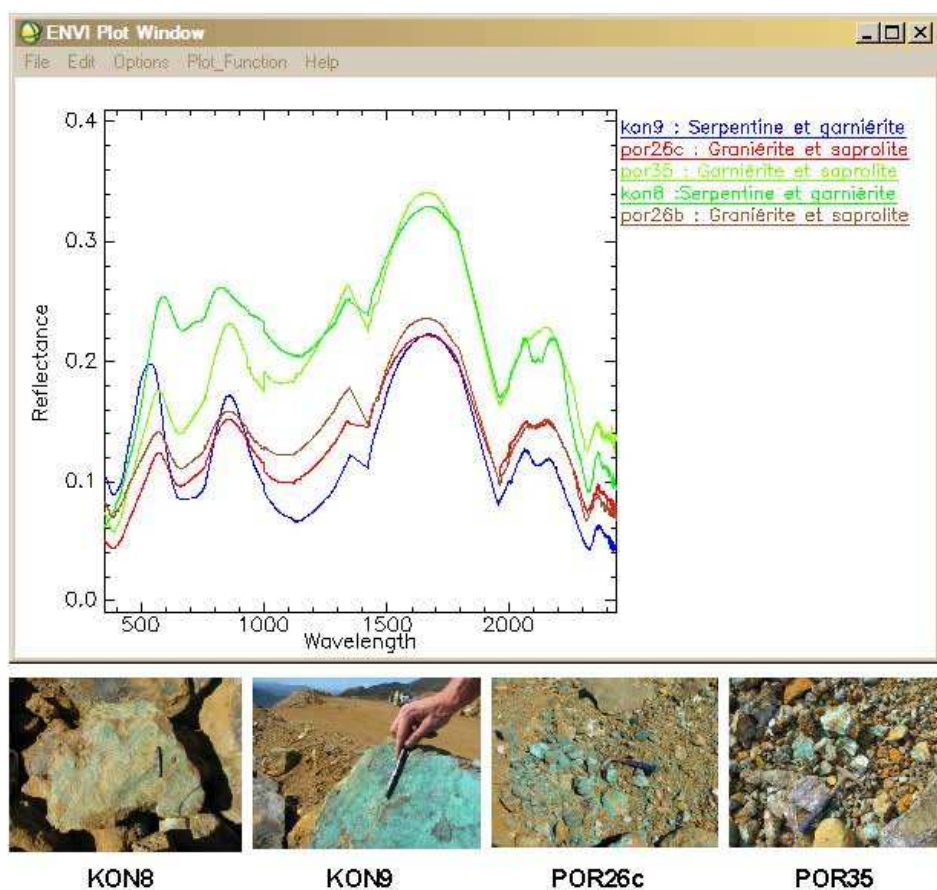 ENVI Plot Window
File Edit Options Plot_Function Help
0.4
0.3
0.2
0.1
0.0
Reflectance
500 1000 1500 2000
Wavelength
kon9 : Serpentine et garniérite
por26c : Graniérite et saprolite
por35 : Garniérite et saprolite
kon8 :Serpentine et garniérite
por26b : Graniérite et saprolite
KON8 KON9 POR26c POR35